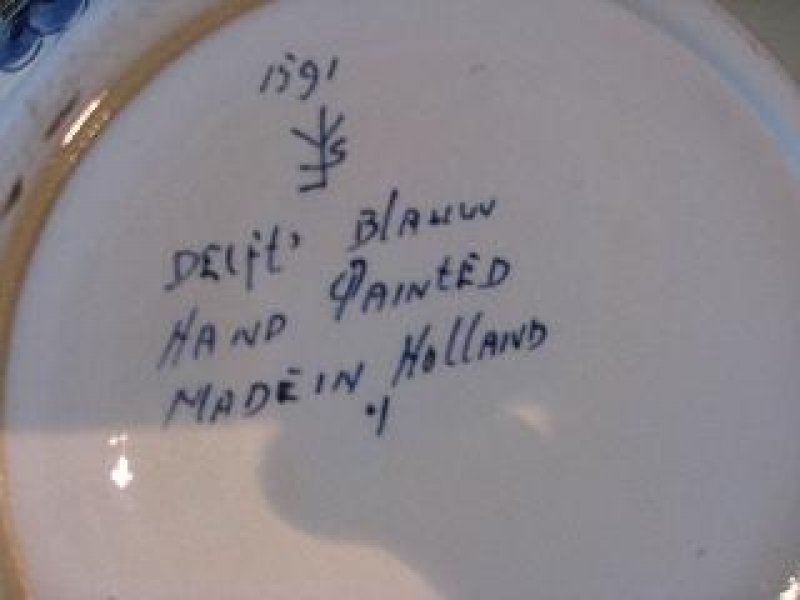 1591
S
DElft' BlAUW
HAND PAINtED
MADE IN HollAND